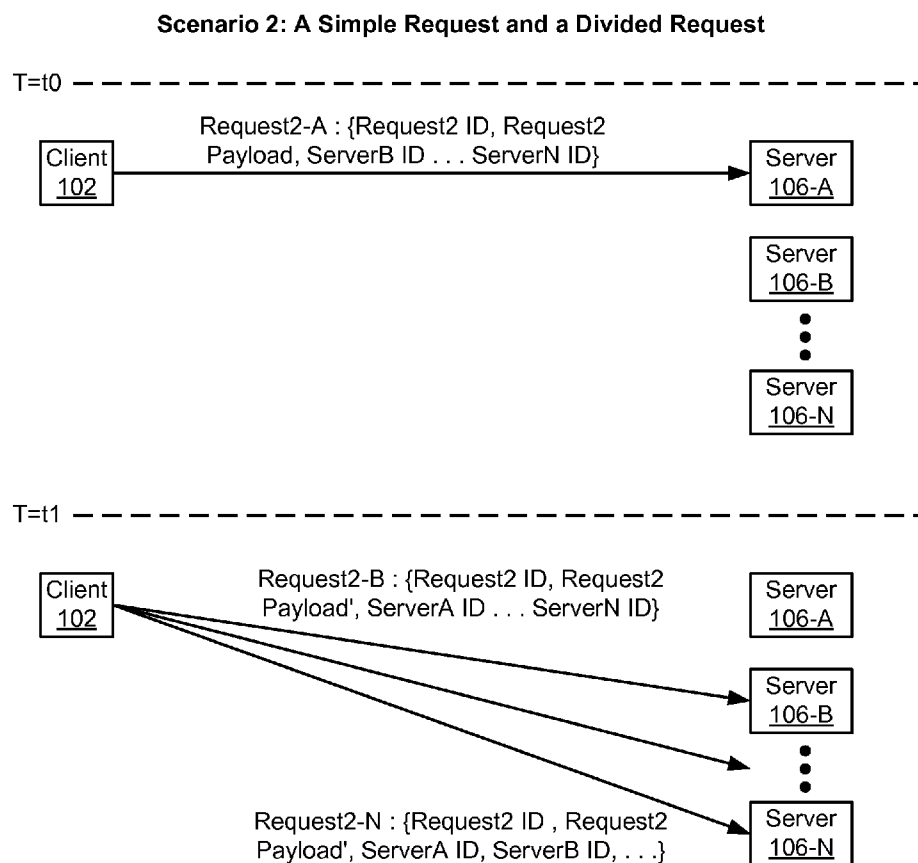 Scenario 2: A Simple Request and a Divided Request
T=t0
Request2-A : {Request2 ID, Request2
Payload, ServerB ID . . . ServerN ID}
Client
102
Server
106-A
Server
106-B
Server
106-N
T=t1
Client
102
Request2-B : {Request2 ID, Request2
Payload', ServerA ID . . . ServerN ID}
Server
106-A
Server
106-B
Request2-N : {Request2 ID , Request2
Payload', ServerA ID, ServerB ID, . . .}
Server
106-N